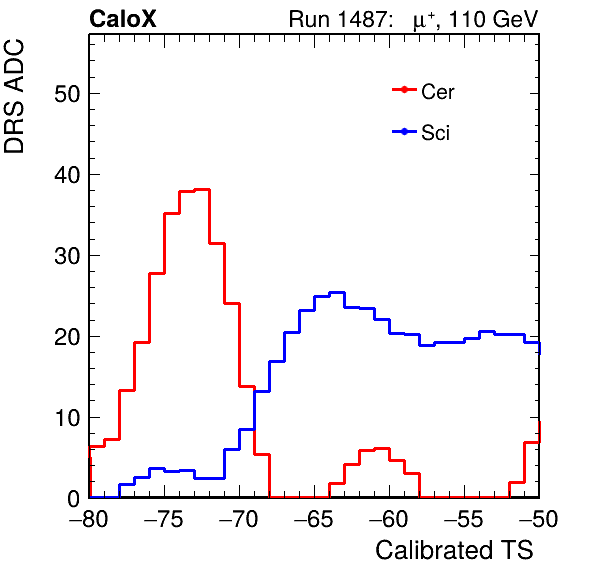 CaloX Run 1487: μ⁺, 110 GeV
DRS ADC
50
40
30
20
10
0
Cer
Sci
−80 −75 −70 −65 −60 −55 −50
Calibrated TS